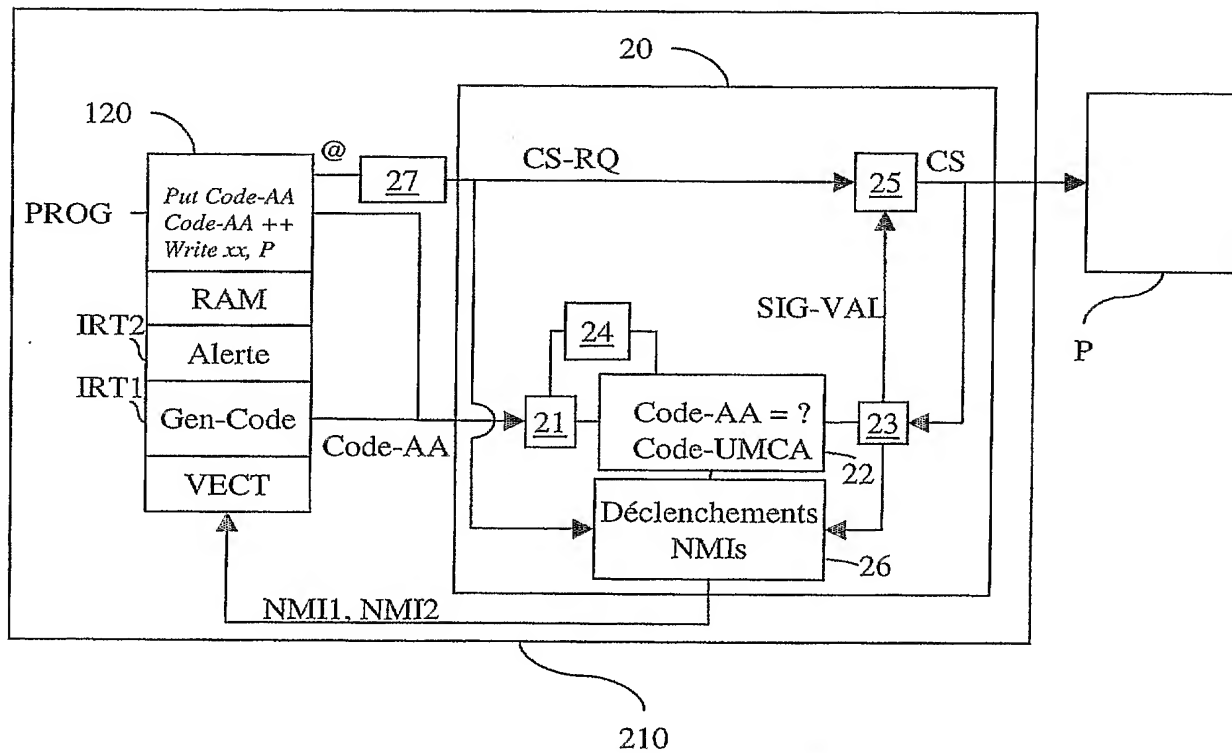 20
120
@
27
CS-RQ
25
CS
PROG
Put Code-AA
Code-AA ++
Write xx, P
RAM
IRT2
Alerte
IRT1
Gen-Code
Code-AA
VECT
SIG-VAL
P
24
21
Code-AA = ?
Code-UMCA
23
22
Déclenchements
NMIs
26
NMI1, NMI2
210